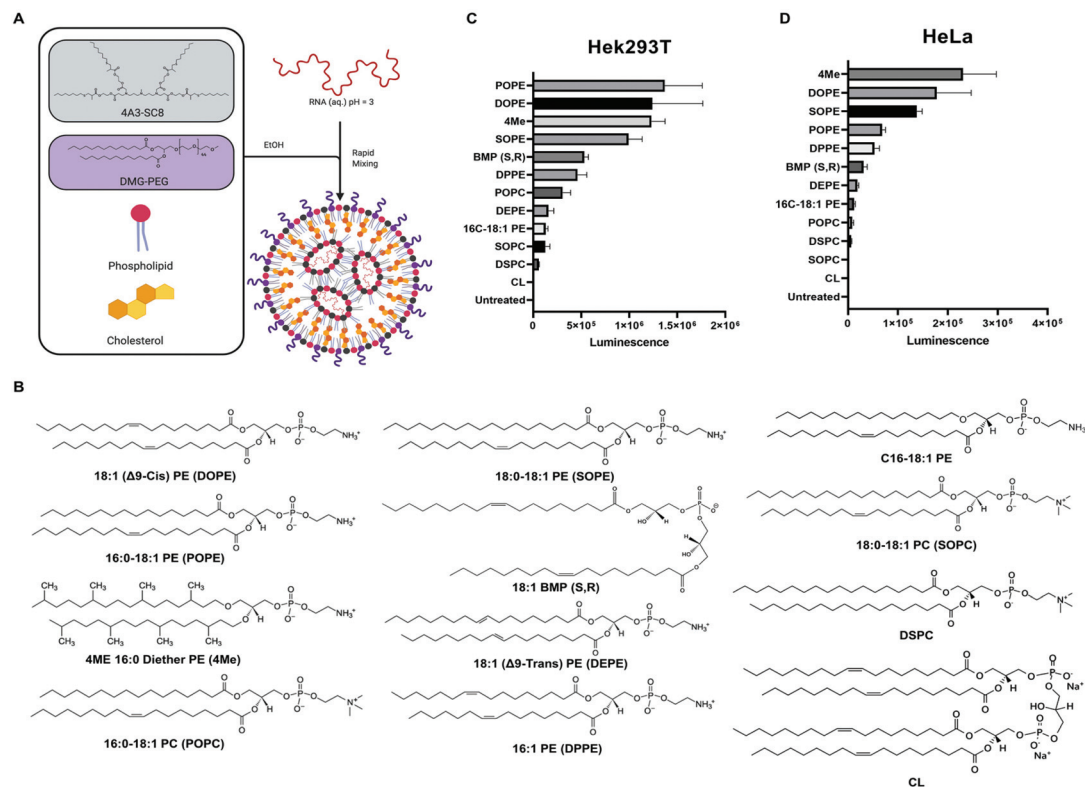 A
4A3-SC8
DMG-PEG
Phospholipid
Cholesterol
RNA (aq.) pH = 3
EtOH
Rapid
Mixing
C
Hek293T
POPE
DOPE
4Me
SOPE
BMP (S,R)
DPPE
POPC
DEPE
16C-18:1 PE
SOPC
DSPC
CL
Untreated
0
5×10⁵
1×10⁶
2×10⁶
2×10⁶
Luminescence
D
HeLa
4Me
DOPE
SOPE
POPE
DPPE
BMP (S,R)
DEPE
16C-18:1 PE
POPC
DSPC
SOPC
CL
Untreated
0
1×10⁵
2×10⁵
3×10⁵
4×10⁵
Luminescence
B
18:1 (Δ9-Cis) PE (DOPE)
16:0-18:1 PE (POPE)
4ME 16:0 Diether PE (4Me)
16:0-18:1 PC (POPC)
18:0-18:1 PE (SOPE)
18:1 BMP (S,R)
18:1 (Δ9-Trans) PE (DEPE)
16:1 PE (DPPE)
C16-18:1 PE
18:0-18:1 PC (SOPC)
DSPC
CL